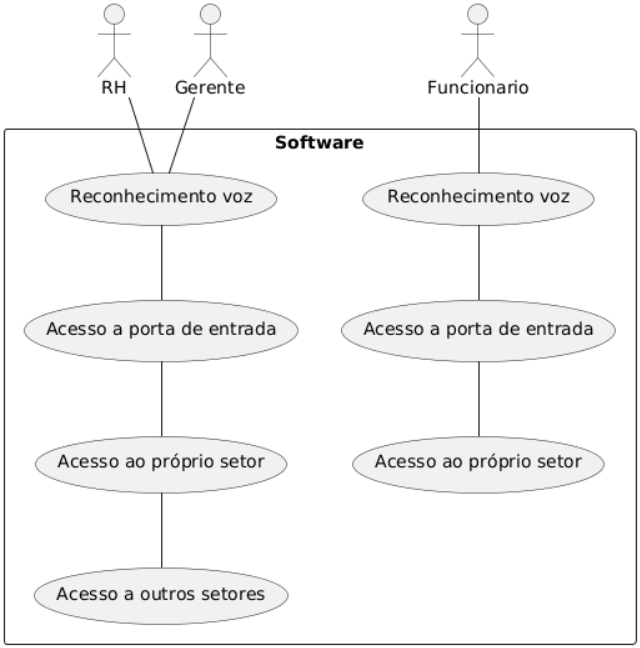 RH
Gerente
Funcionario
Software
Reconhecimento voz
Reconhecimento voz
Acesso a porta de entrada
Acesso a porta de entrada
Acesso ao próprio setor
Acesso ao próprio setor
Acesso a outros setores